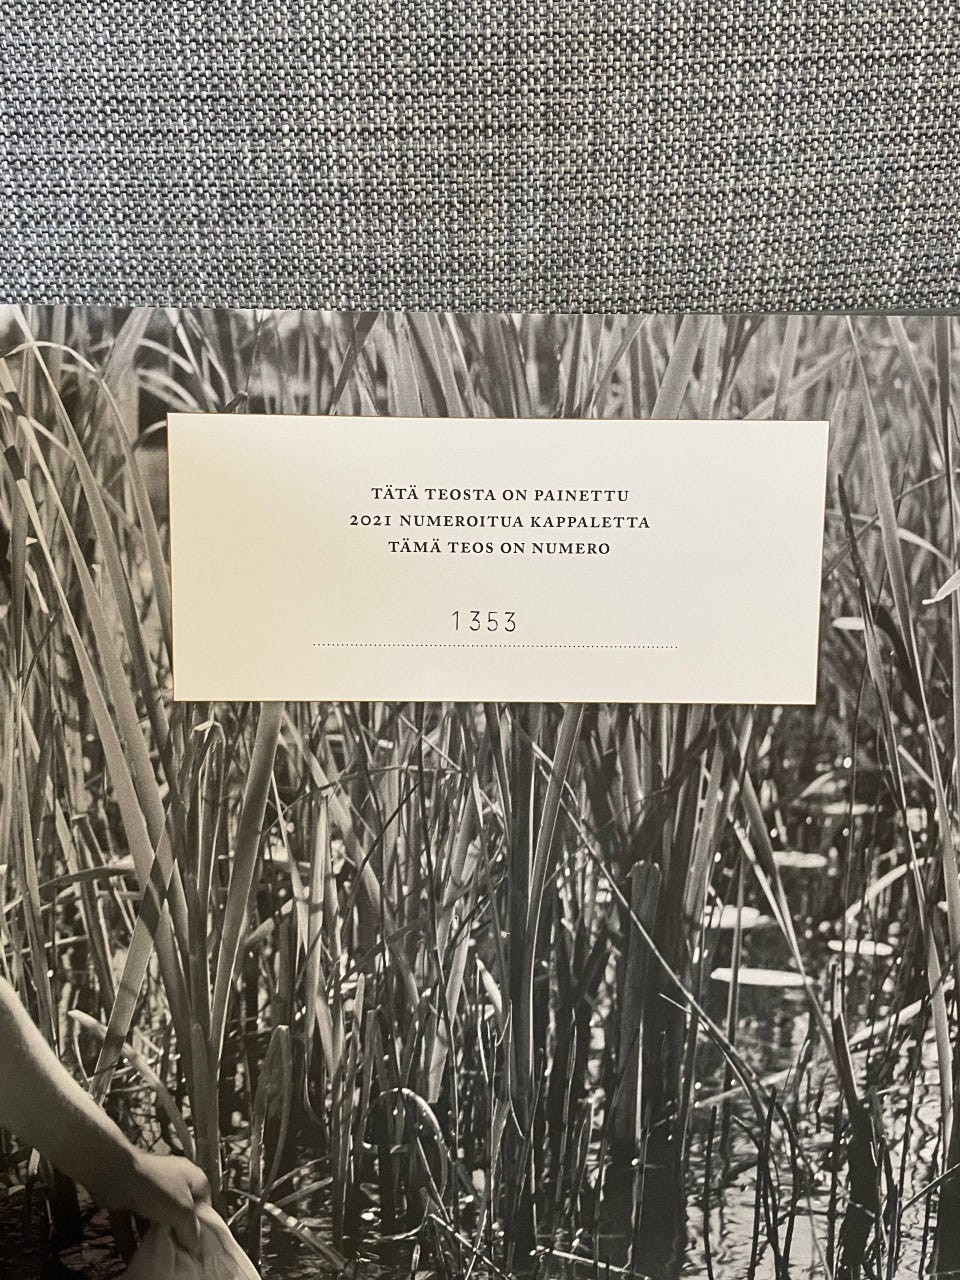 TÄTÄ TEOSTA ON PAINETTU
2021 NUMEROITUA KAPPALETTA
TÄMÄ TEOS ON NUMERO
1353